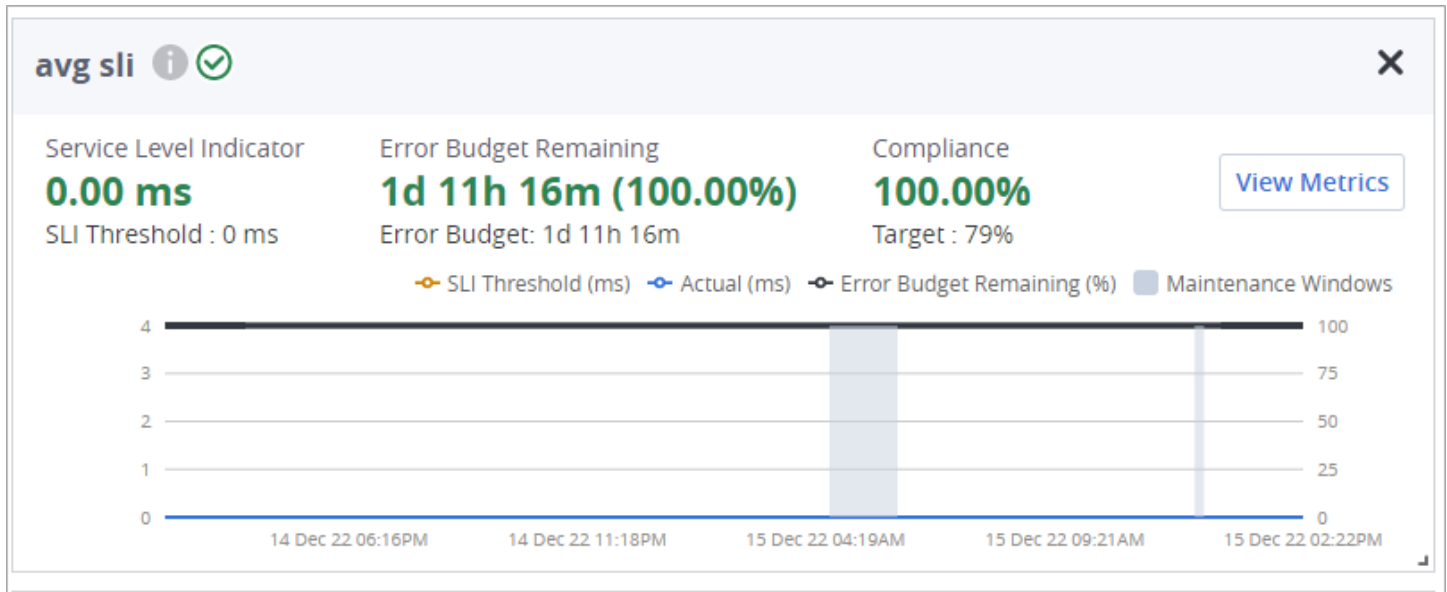 avg sli
Service Level Indicator
0.00 ms
SLI Threshold : 0 ms
Error Budget Remaining
1d 11h 16m (100.00%)
Error Budget: 1d 11h 16m
Compliance
100.00%
Target : 79%
View Metrics
SLI Threshold (ms) Actual (ms) Error Budget Remaining (%) Maintenance Windows
4 100
3 75
2 50
1 25
0 0
14 Dec 22 06:16PM 14 Dec 22 11:18PM 15 Dec 22 04:19AM 15 Dec 22 09:21AM 15 Dec 22 02:22PM